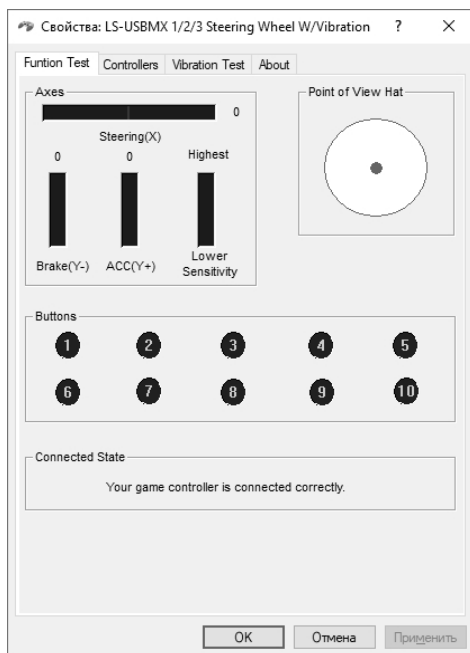 Свойства: LS-USBMX 1/2/3 Steering Wheel W/Vibration ?
Funtion Test Controllers Vibration Test About
Axes
0
Steering(X)
0 0 Highest
Brake(Y-) ACC(Y+) Lower
Sensitivity
Point of View Hat
Buttons
1 2 3 4 5
6 7 8 9 10
Connected State
Your game controller is connected correctly.
OK Отмена Применить